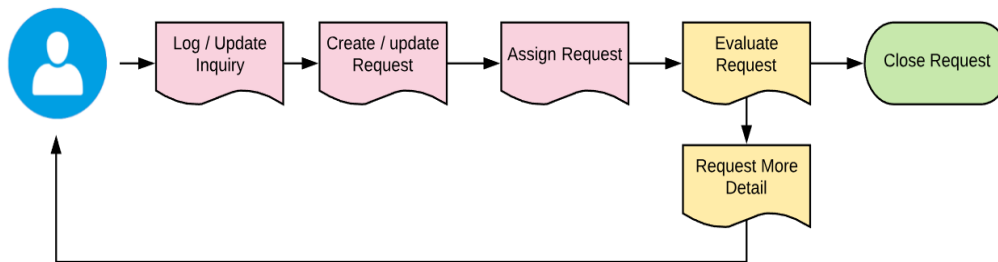 Log / Update
Inquiry
Create / update
Request
Assign Request
Evaluate
Request
Close Request
Request More
Detail